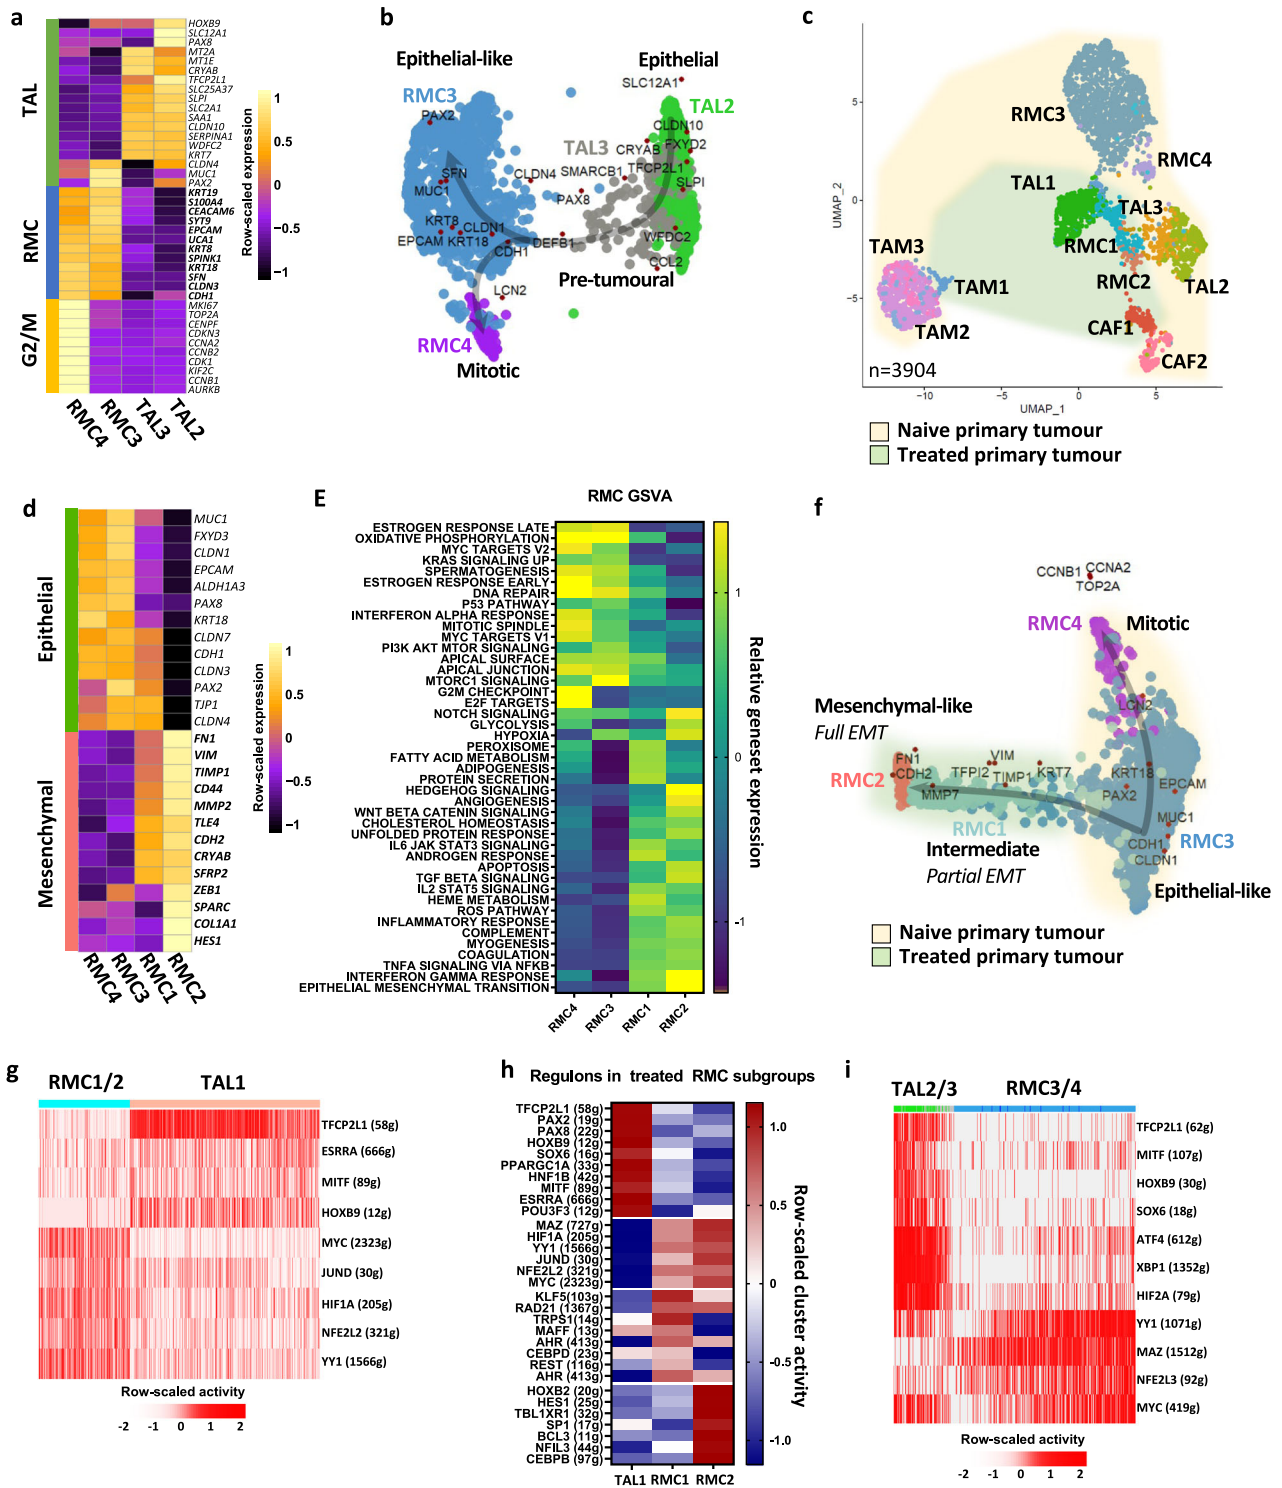 a
TAL
RMC
G2/M
HOXB9
SLC12A1
PAX8
MT2A
MT1E
CRYAB
TFCP2L1
SLC25A37
SLPI
SLC2A1
SAA1
CLDN10
SERPINA1
WDFC2
KRT7
CLDN4
MUC1
PAX2
KRT19
S100A4
CEACAM6
SYT9
EPCAM
UCA1
KRT8
SPINK1
KRT18
SFN
CLDN3
CDH1
MKI67
TOP2A
CENPF
CDKN3
CCNA2
CCNB2
CDK1
KIF2C
CCNB1
AURKB
RMC4
RMC3
TAL3
TAL2
1
0.5
0
−0.5
−1
Row-scaled expression
b
Epithelial-like
Epithelial
SLC12A1
RMC3
TAL2
PAX2
CLDN10
TAL3
CRYAB
FXYD2
SFN
CLDN4
SMARCB1
TFCP2L1
MUC1
SLPI
PAX8
KRT8
CLDN1
EPCAM
KRT18
DEFB1
WFDC2
CDH1
CCL2
Pre-tumoural
LCN2
RMC4
Mitotic
c
RMC3
RMC4
TAL1
TAL3
RMC1
TAM3
TAM1
RMC2
TAL2
TAM2
CAF1
CAF2
n=3904
UMAP_2
5
0
−5
−10
−5
0
5
UMAP_1
Naive primary tumour
Treated primary tumour
d
Epithelial
Mesenchymal
MUC1
FXYD3
CLDN1
EPCAM
ALDH1A3
PAX8
KRT18
CLDN7
CDH1
CLDN3
PAX2
TJP1
CLDN4
FN1
VIM
TIMP1
CD44
MMP2
TLE4
CDH2
CRYAB
SFRP2
ZEB1
SPARC
COL1A1
HES1
RMC4
RMC3
RMC1
RMC2
1
0.5
0
−0.5
−1
Row-scaled expression
E
RMC GSVA
ESTROGEN RESPONSE LATE
OXIDATIVE PHOSPHORYLATION
MYC TARGETS V2
KRAS SIGNALING UP
SPERMATOGENESIS
ESTROGEN RESPONSE EARLY
DNA REPAIR
P53 PATHWAY
INTERFERON ALPHA RESPONSE
MITOTIC SPINDLE
MYC TARGETS V1
PI3K AKT MTOR SIGNALING
APICAL SURFACE
APICAL JUNCTION
MTORC1 SIGNALING
G2M CHECKPOINT
E2F TARGETS
NOTCH SIGNALING
GLYCOLYSIS
HYPOXIA
PEROXISOME
FATTY ACID METABOLISM
ADIPOGENESIS
PROTEIN SECRETION
HEDGEHOG SIGNALING
ANGIOGENESIS
WNT BETA CATENIN SIGNALING
CHOLESTEROL HOMEOSTASIS
UNFOLDED PROTEIN RESPONSE
IL6 JAK STAT3 SIGNALING
ANDROGEN RESPONSE
APOPTOSIS
TGF BETA SIGNALING
IL2 STAT5 SIGNALING
HEME METABOLISM
ROS PATHWAY
INFLAMMATORY RESPONSE
COMPLEMENT
MYOGENESIS
COAGULATION
TNFA SIGNALING VIA NFKB
INTERFERON GAMMA RESPONSE
EPITHELIAL MESENCHYMAL TRANSITION
RMC4
RMC3
RMC1
RMC2
1
0
-1
Relative geneset expression
f
CCNB1
CCNA2
TOP2A
RMC4
Mitotic
LCN2
Mesenchymal-like
Full EMT
FN1
VIM
RMC2
CDH2
TFPI2
TIMP1
KRT7
KRT18
EPCAM
MMP7
PAX2
MUC1
RMC1
RMC3
CDH1
Intermediate
CLDN1
Partial EMT
Epithelial-like
Naive primary tumour
Treated primary tumour
g
RMC1/2
TAL1
TFCP2L1 (58g)
ESRRA (666g)
MITF (89g)
HOXB9 (12g)
MYC (2323g)
JUND (30g)
HIF1A (205g)
NFE2L2 (321g)
YY1 (1566g)
Row-scaled activity
-2 -1 0 1 2
h
Regulons in treated RMC subgroups
TFCP2L1 (58g)
PAX2 (19g)
PAX8 (22g)
HOXB9 (12g)
SOX6 (16g)
PPARGC1A (33g)
HNF1B (42g)
MITF (89g)
ESRRA (666g)
POU3F3 (12g)
MAZ (727g)
HIF1A (205g)
YY1 (1566g)
JUND (30g)
NFE2L2 (321g)
MYC (2323g)
KLF5(103g)
RAD21 (1367g)
TRPS1(14g)
MAFF (13g)
AHR (413g)
CEBPD (23g)
REST (116g)
AHR (413g)
HOXB2 (20g)
HES1 (25g)
TBL1XR1 (32g)
SP1 (17g)
BCL3 (11g)
NFIL3 (44g)
CEBPB (97g)
TAL1 RMC1 RMC2
1.0
0.5
0
-0.5
-1.0
Row-scaled cluster activity
i
TAL2/3
RMC3/4
TFCP2L1 (62g)
MITF (107g)
HOXB9 (30g)
SOX6 (18g)
ATF4 (612g)
XBP1 (1352g)
HIF2A (79g)
YY1 (1071g)
MAZ (1512g)
NFE2L3 (92g)
MYC (419g)
Row-scaled activity
-2 -1 0 1 2